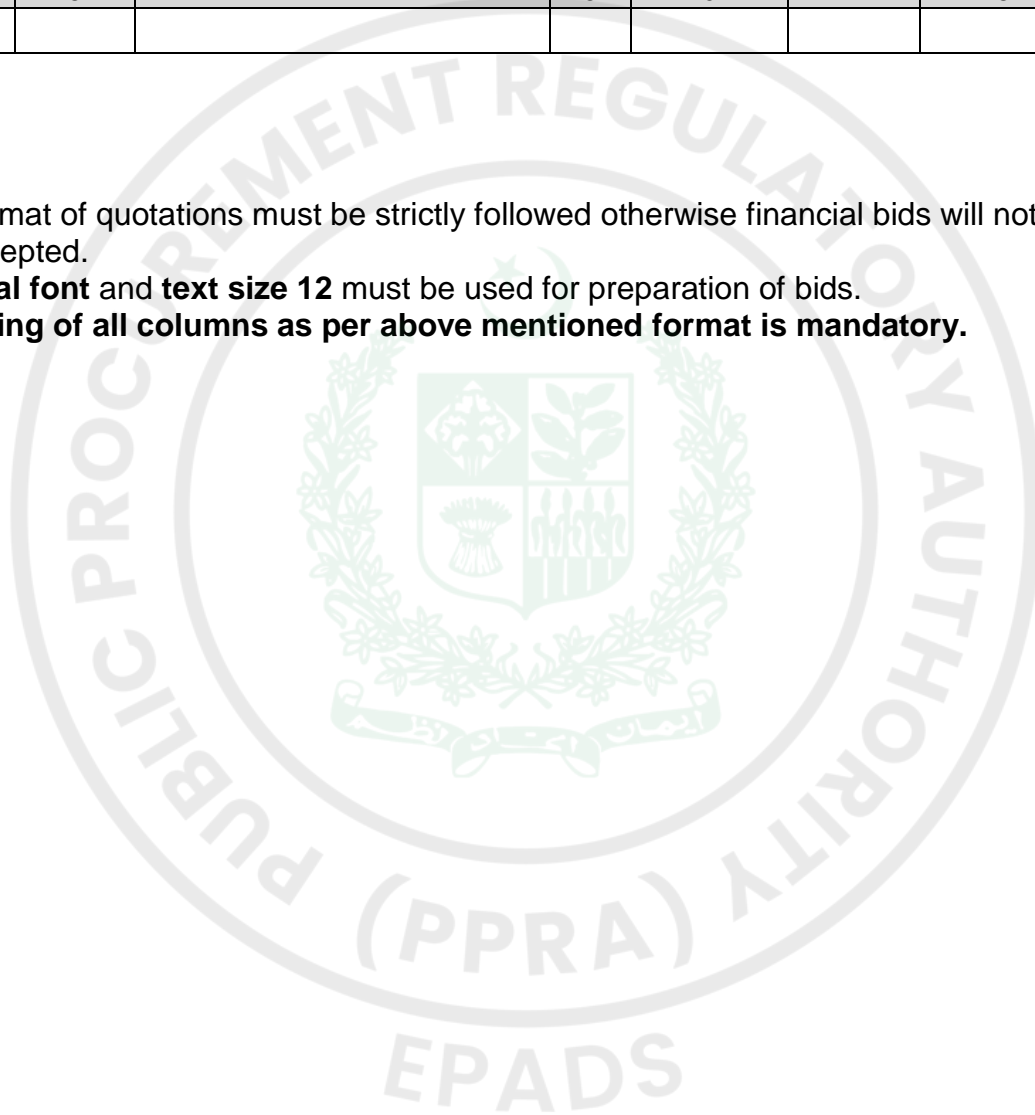 mat of quotations must be strictly followed otherwise financial bids will not
epted.
al font and text size 12 must be used for preparation of bids.
ing of all columns as per above mentioned format is mandatory.
PUBLIC PROCUREMENT REGULATORY AUTHORITY
(PPRA)
EPADS